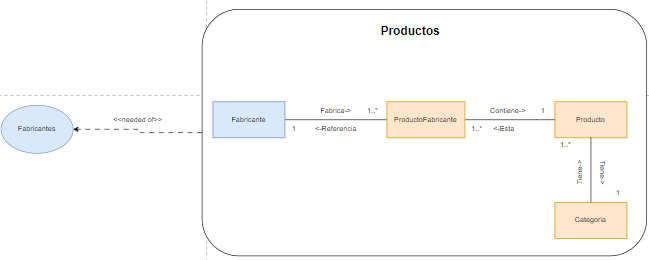 Productos
Fabricantes
<<needed of>>
Fabricante
Fabrica->
1..*
1
<-Referencia
ProductoFabricante
Contiene->
1
1..*
<-Esta
Producto
1..*
Tiene->
Tiene->
1
Categoria